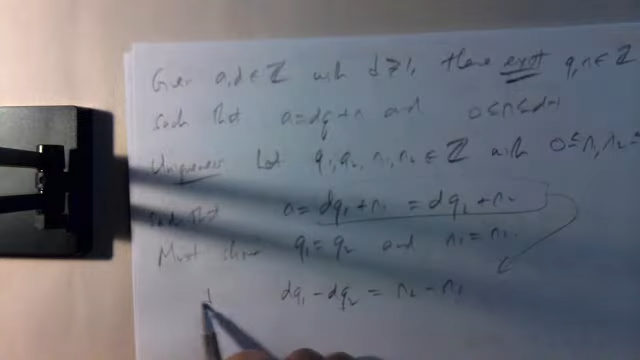 Given a, d ∈ ℤ with d ≥ 1, there exist q, r ∈ ℤ
such that a = dq + r and 0 ≤ r ≤ d-1
Uniqueness Let q₁, q₂, r₁, r₂ ∈ ℤ with 0 ≤ r₁, r₂ ≤
such that a = dq₁ + r₁ = dq₂ + r₂
Must show q₁ = q₂ and r₁ = r₂.
dq₁ - dq₂ = r₂ - r₁